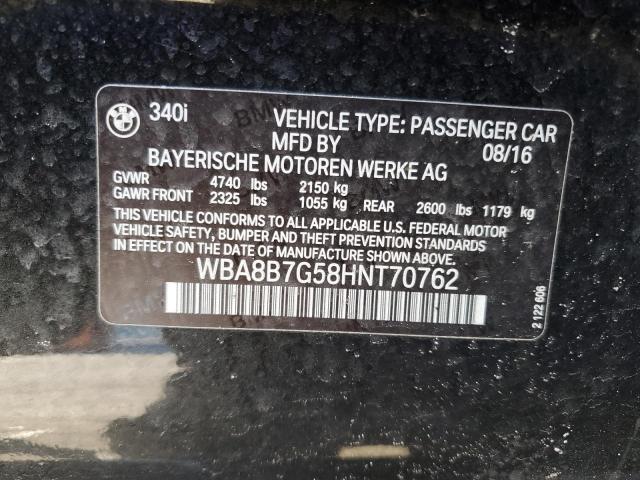 BMW 340i VEHICLE TYPE: PASSENGER CAR
MFD BY 08/16
BAYERISCHE MOTOREN WERKE AG
GVWR 4740 lbs 2150 kg
GAWR FRONT 2325 lbs 1055 kg REAR 2600 lbs 1179 kg
THIS VEHICLE CONFORMS TO ALL APPLICABLE U.S. FEDERAL MOTOR
VEHICLE SAFETY, BUMPER AND THEFT PREVENTION STANDARDS
IN EFFECT ON THE DATE OF MANUFACTURE SHOWN ABOVE.
WBA8B7G58HNT70762
2 122 606